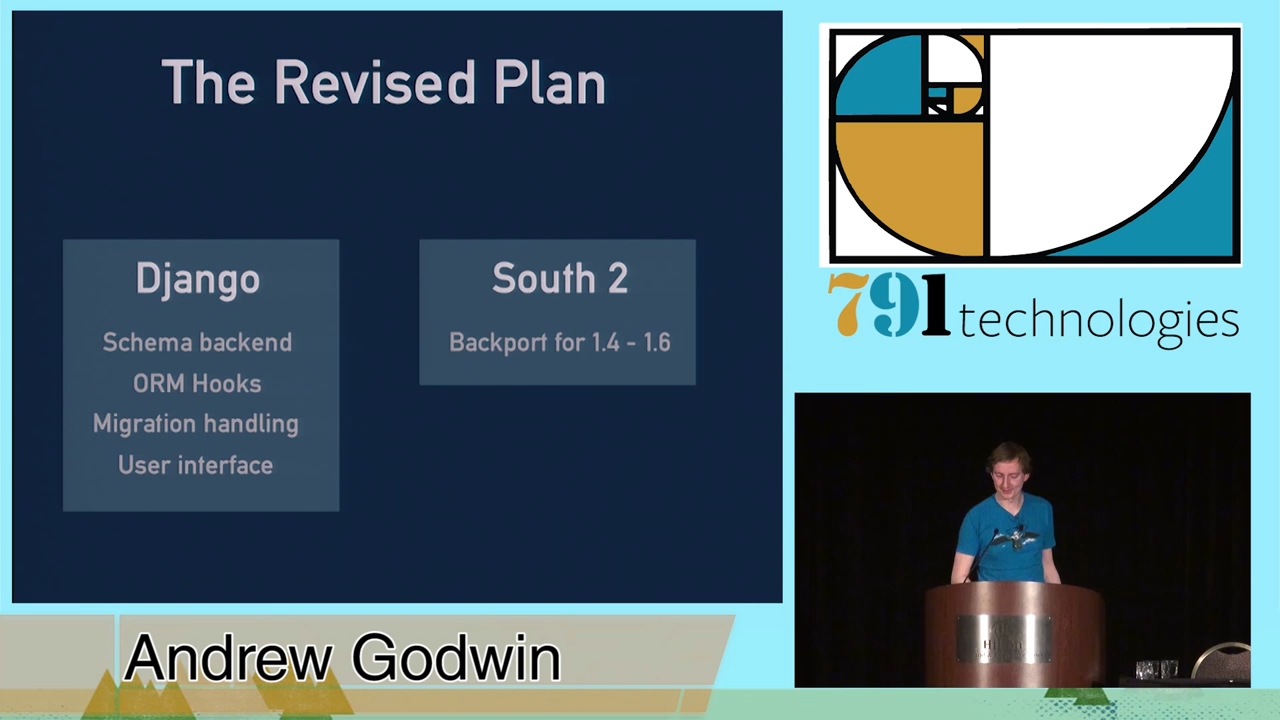 The Revised Plan
Django
Schema backend
ORM Hooks
Migration handling
User interface
South 2
Backport for 1.4 - 1.6
791 technologies
Hilton
Andrew Godwin